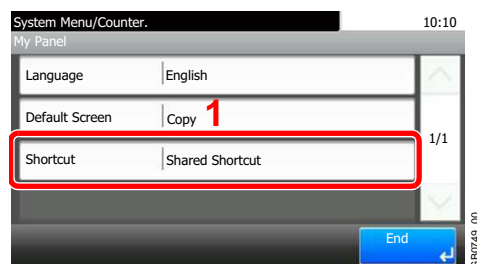 System Menu/Counter. 10:10
My Panel
Language English
Default Screen Copy 1
1/1
Shortcut Shared Shortcut
End
GB0749_00